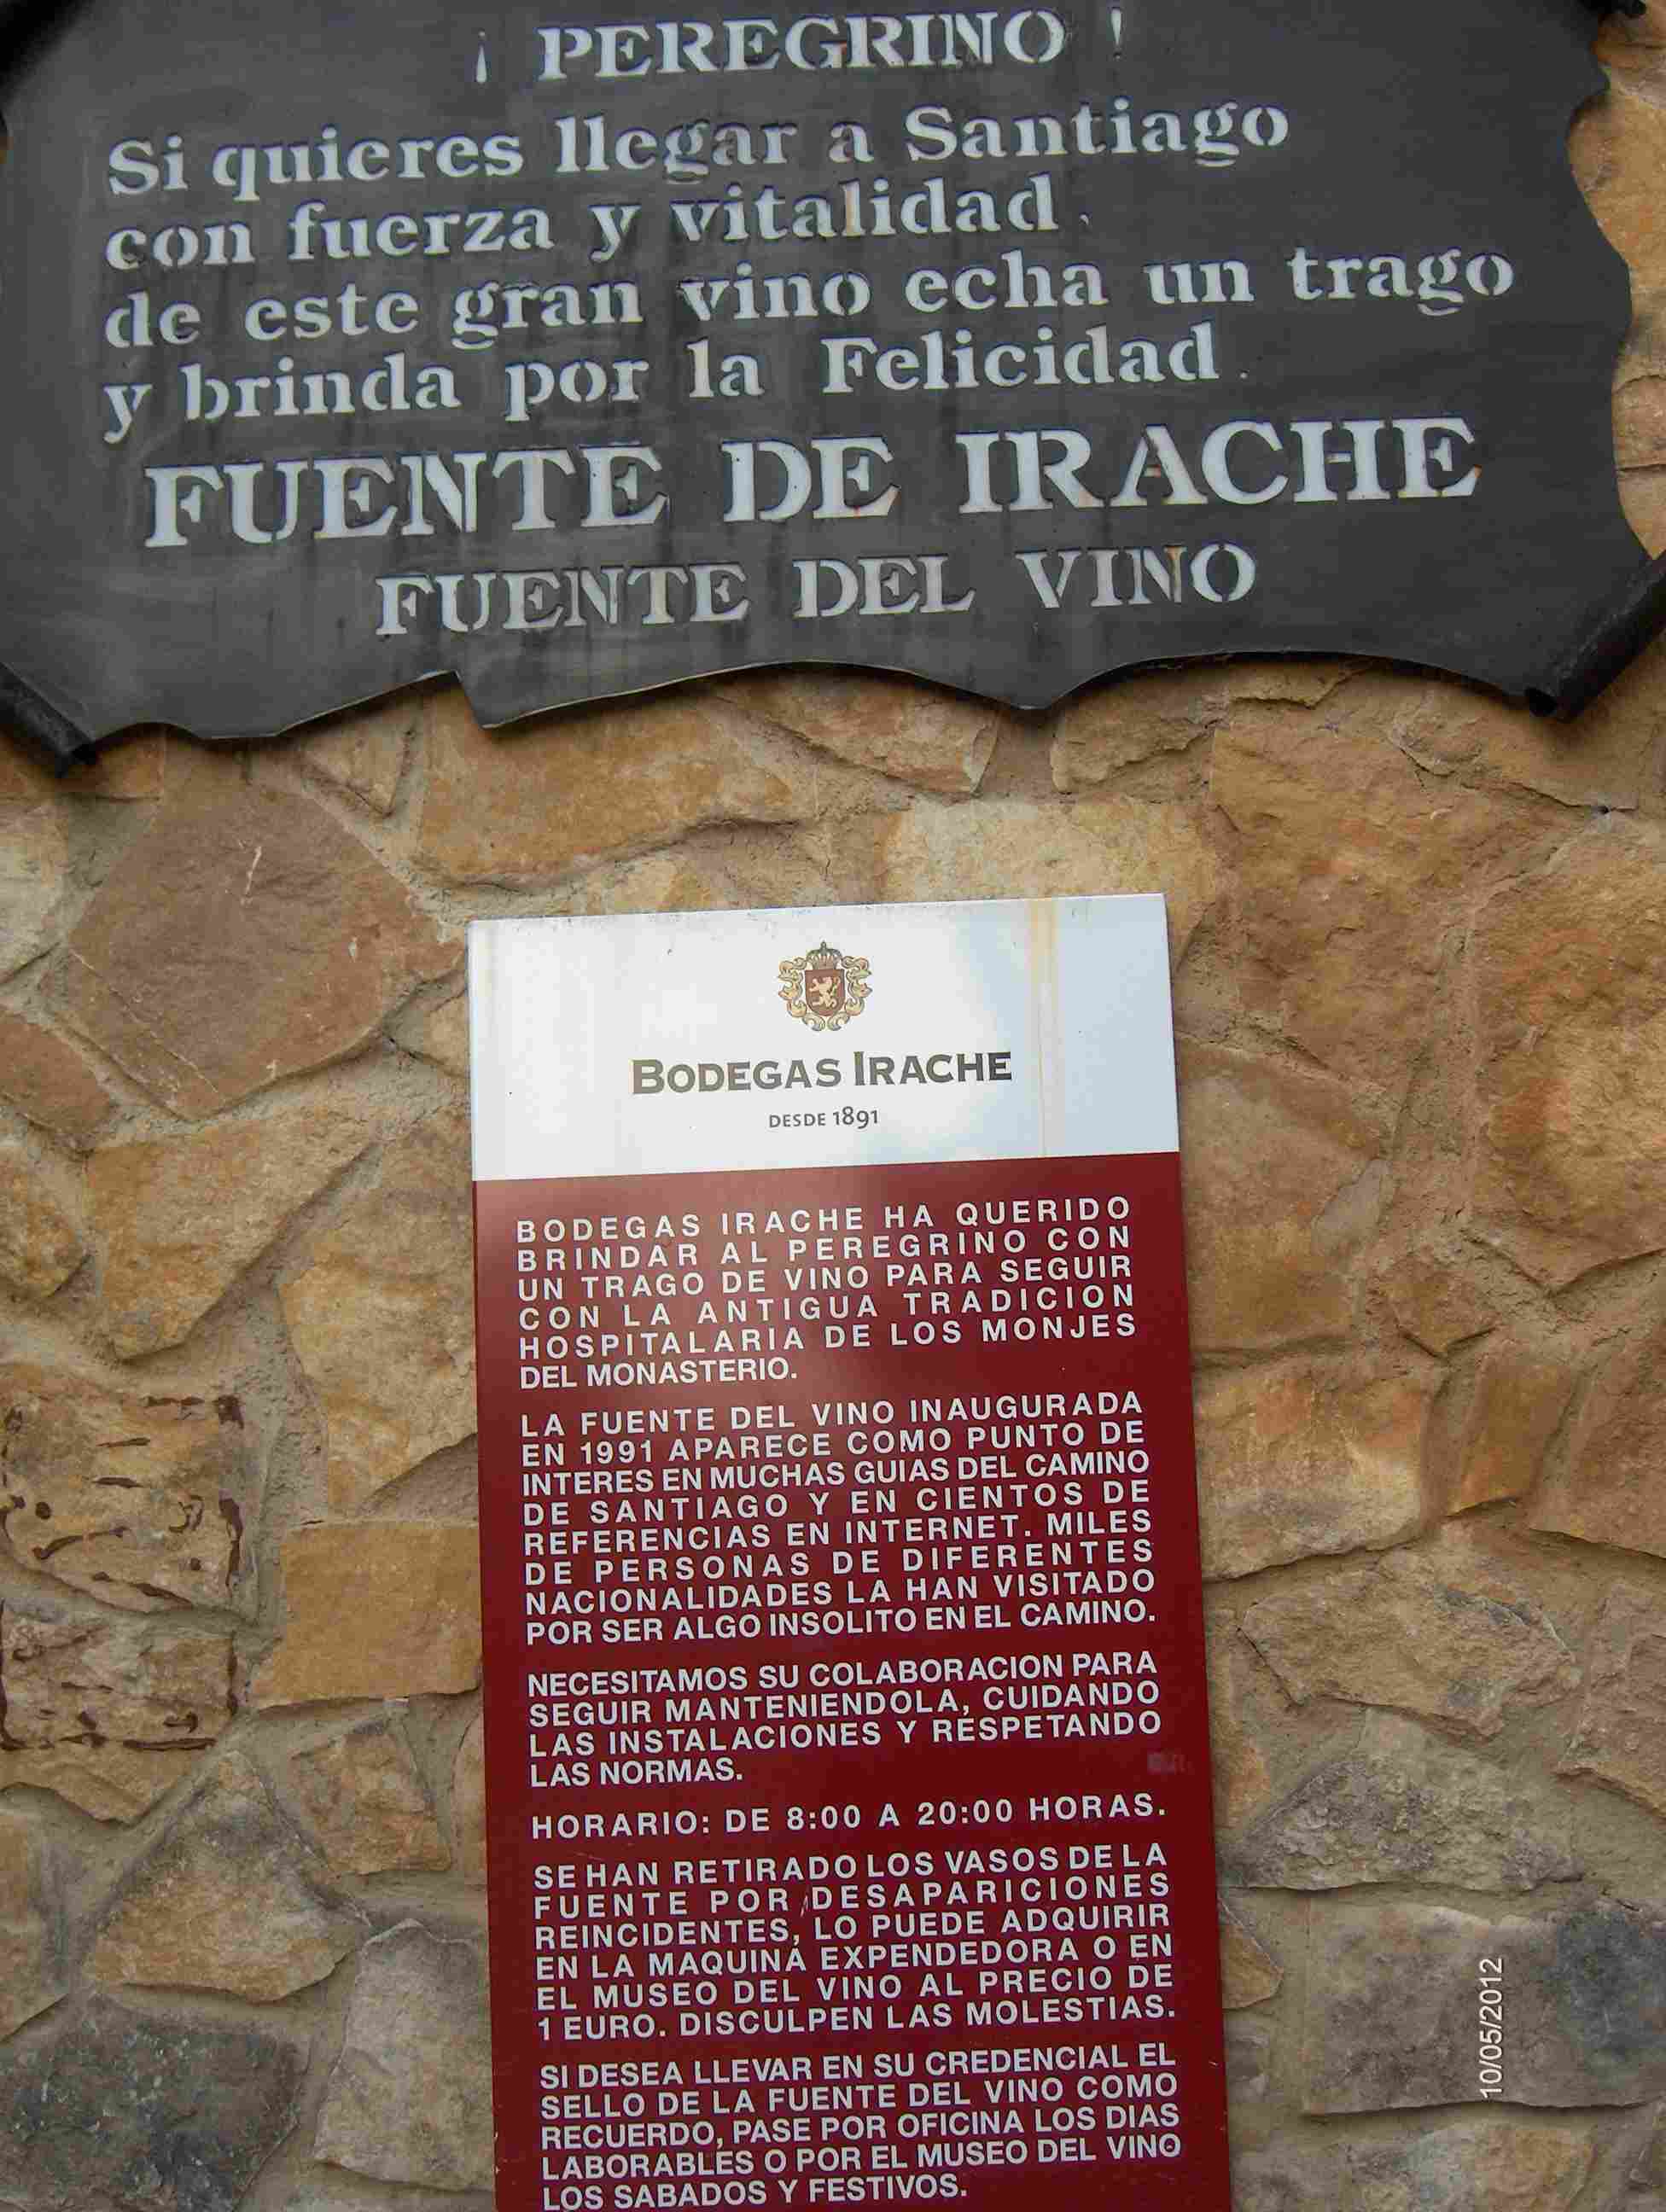 ¡ PEREGRINO !
Si quieres llegar a Santiago
con fuerza y vitalidad,
de este gran vino echa un trago
y brinda por la Felicidad.
FUENTE DE IRACHE
FUENTE DEL VINO
BODEGAS IRACHE
DESDE 1891
BODEGAS IRACHE HA QUERIDO
BRINDAR AL PEREGRINO CON
UN TRAGO DE VINO PARA SEGUIR
CON LA ANTIGUA TRADICION
HOSPITALARIA DE LOS MONJES
DEL MONASTERIO.
LA FUENTE DEL VINO INAUGURADA
EN 1991 APARECE COMO PUNTO DE
INTERES EN MUCHAS GUIAS DEL CAMINO
DE SANTIAGO Y EN CIENTOS DE
REFERENCIAS EN INTERNET. MILES
DE PERSONAS DE DIFERENTES
NACIONALIDADES LA HAN VISITADO
POR SER ALGO INSOLITO EN EL CAMINO.
NECESITAMOS SU COLABORACION PARA
SEGUIR MANTENIENDOLA, CUIDANDO
LAS INSTALACIONES Y RESPETANDO
LAS NORMAS.
HORARIO: DE 8:00 A 20:00 HORAS.
SE HAN RETIRADO LOS VASOS DE LA
FUENTE POR DESAPARICIONES
REINCIDENTES, LO PUEDE ADQUIRIR
EN LA MAQUINA EXPENDEDORA O EN
EL MUSEO DEL VINO AL PRECIO DE
1 EURO. DISCULPEN LAS MOLESTIAS.
SI DESEA LLEVAR EN SU CREDENCIAL EL
SELLO DE LA FUENTE DEL VINO COMO
RECUERDO, PASE POR OFICINA LOS DIAS
LABORABLES O POR EL MUSEO DEL VINO
LOS SABADOS Y FESTIVOS.
10/05/2012